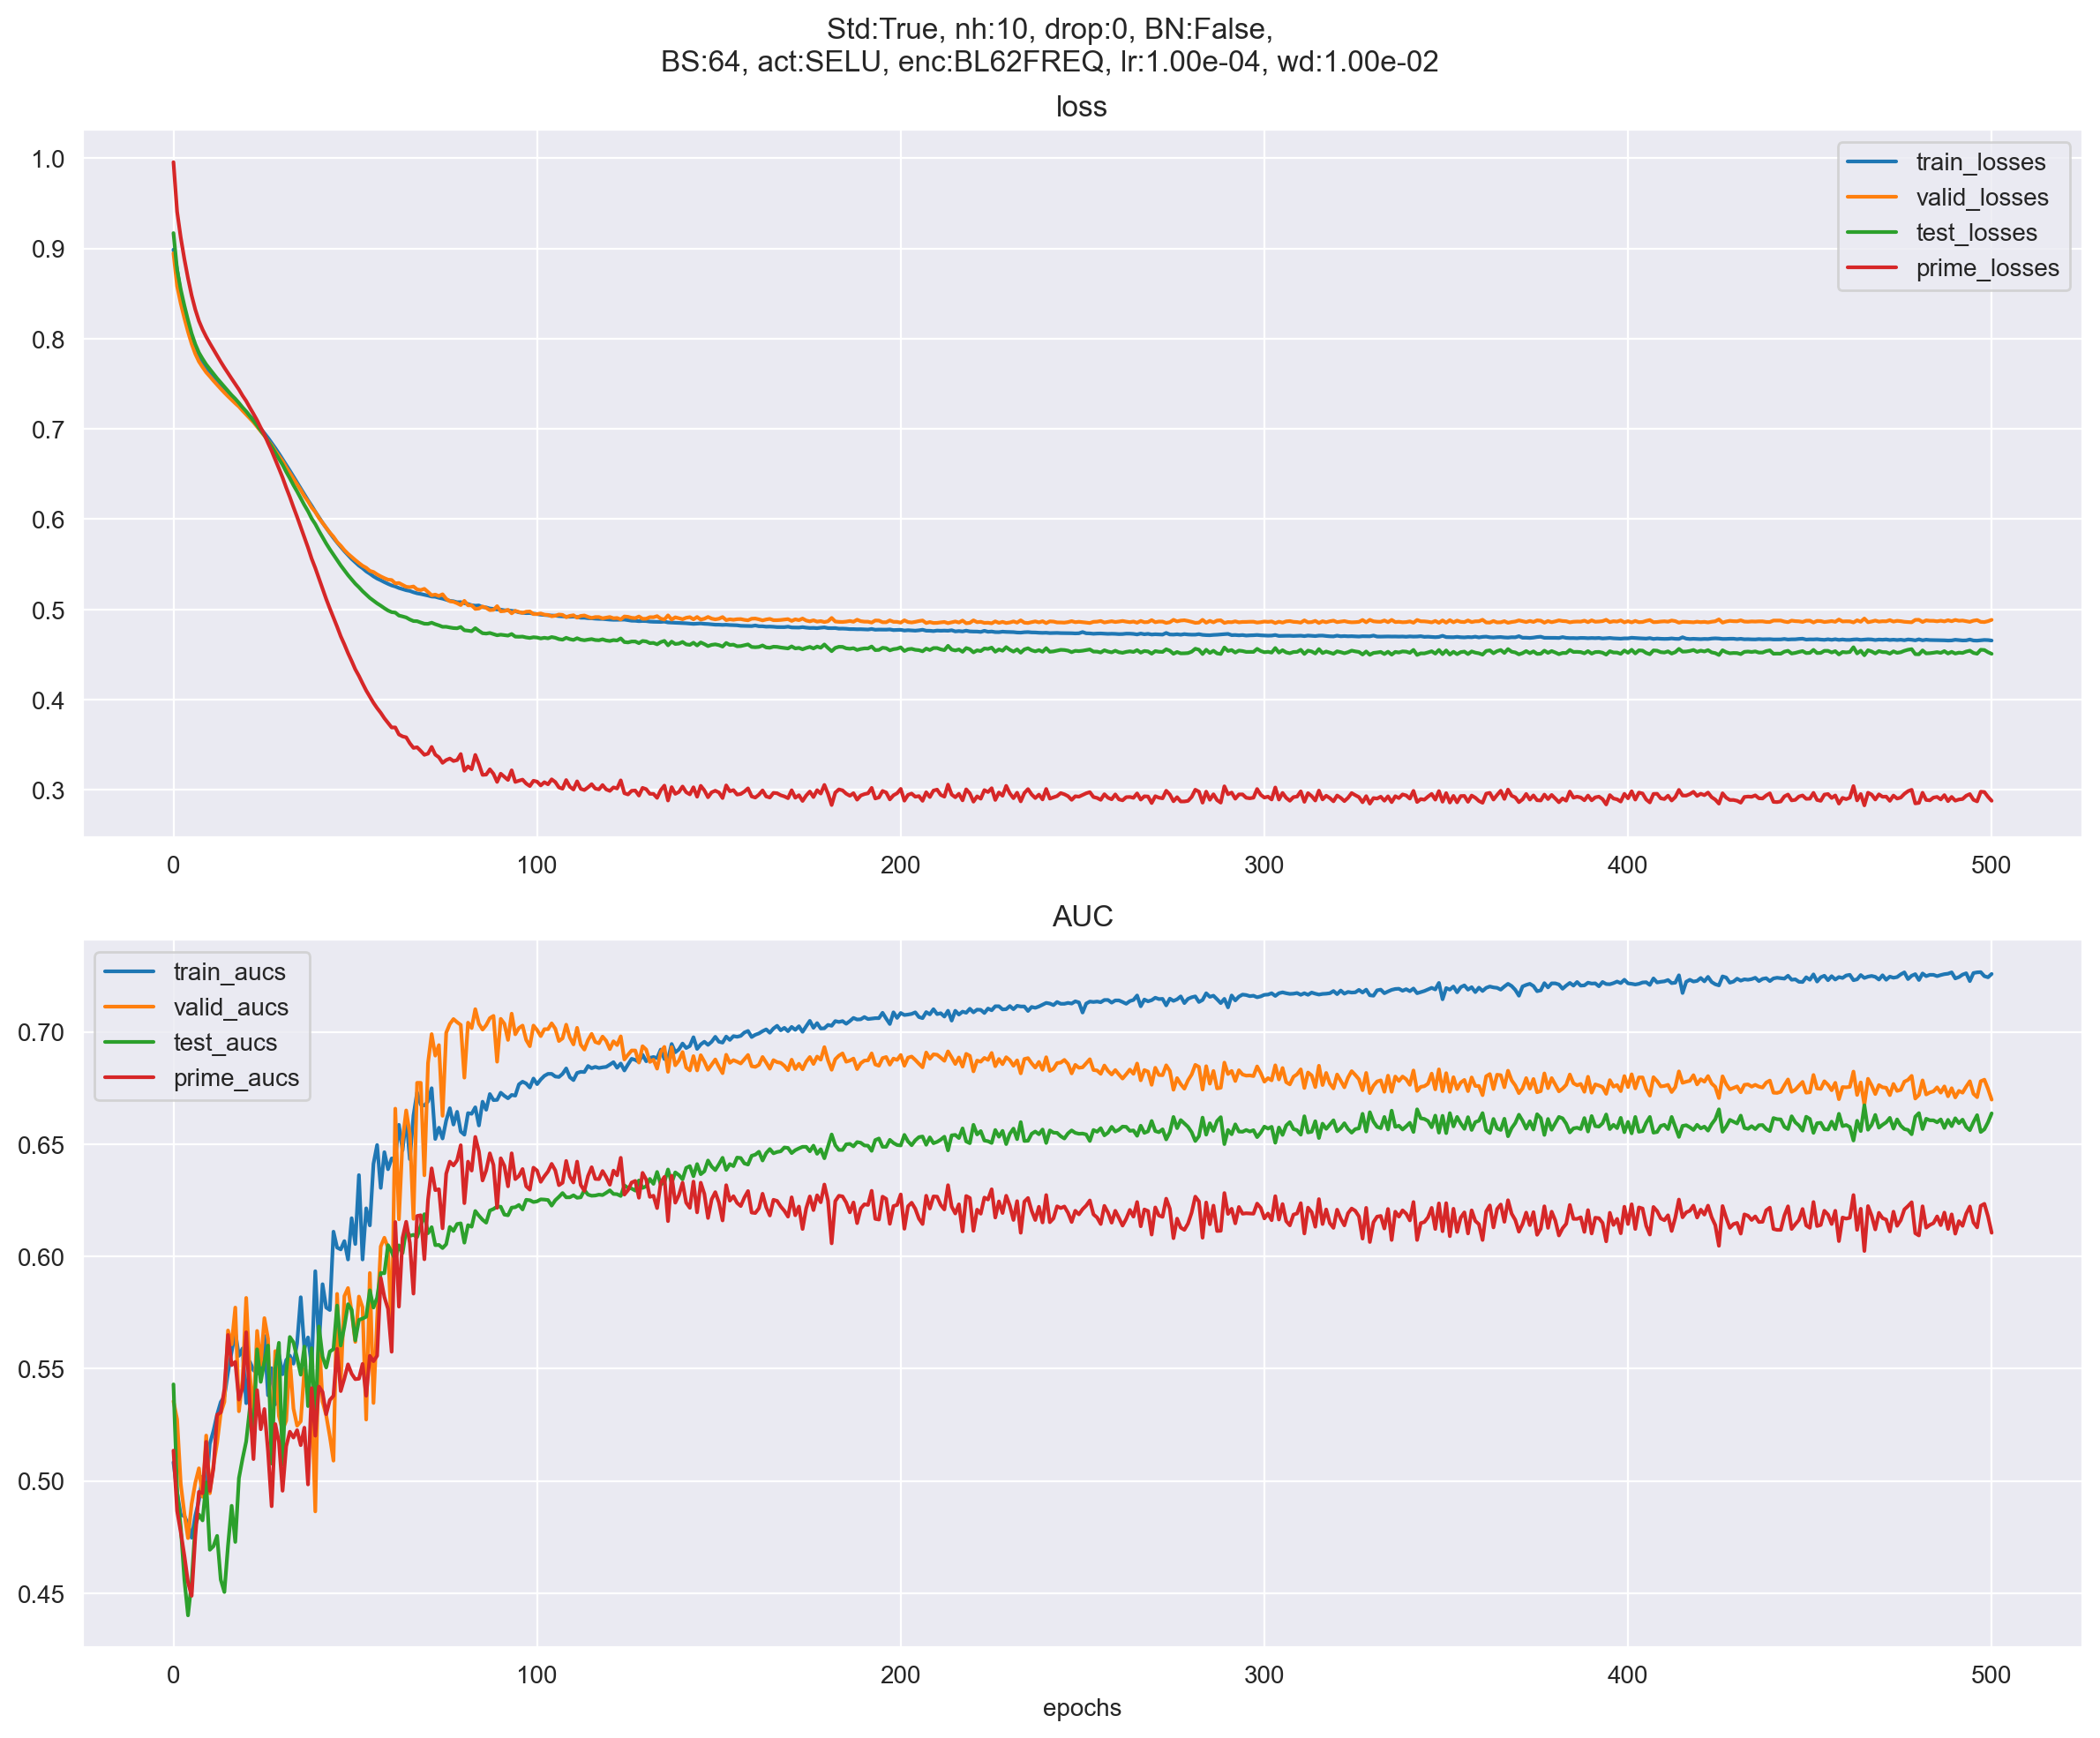 Std:True, nh:10, drop:0, BN:False,
BS:64, act:SELU, enc:BL62FREQ, lr:1.00e-04, wd:1.00e-02
loss
1.0
0.9
0.8
0.7
0.6
0.5
0.4
0.3
train_losses
valid_losses
test_losses
prime_losses
0 100 200 300 400 500
AUC
train_aucs
valid_aucs
test_aucs
prime_aucs
0.70
0.65
0.60
0.55
0.50
0.45
0 100 200 300 400 500
epochs